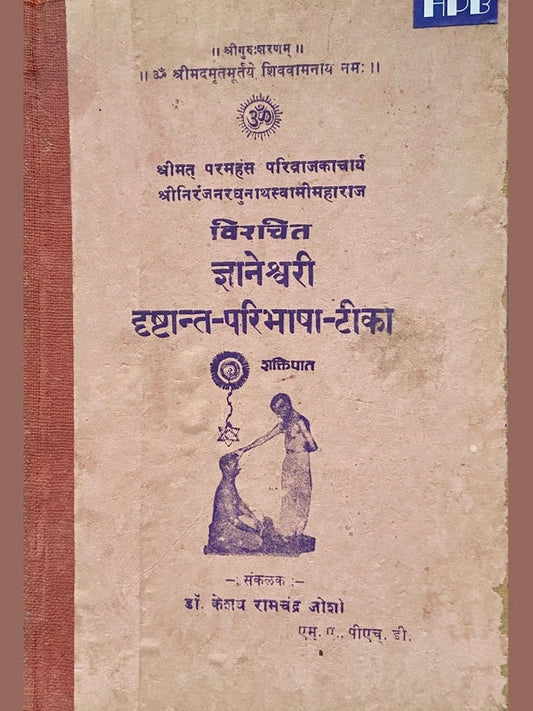 HPB
।। श्रीगुरुःशरणम् ।।
।। ॐ श्रीमदमृतमूर्तये शिववामनाय नमः ।।
ॐ
श्रीमत् परमहंस परिव्राजकाचार्य
श्रीनिरंजनरघुनाथस्वामीमहाराज
विरचित
ज्ञानेश्वरी
दृष्टान्त-परिभाषा-टीका
शक्तिपात
-: संकलक :-
डॉ. केशव रामचंद्र जोशी
एम्. ए., पीएच्. डी.